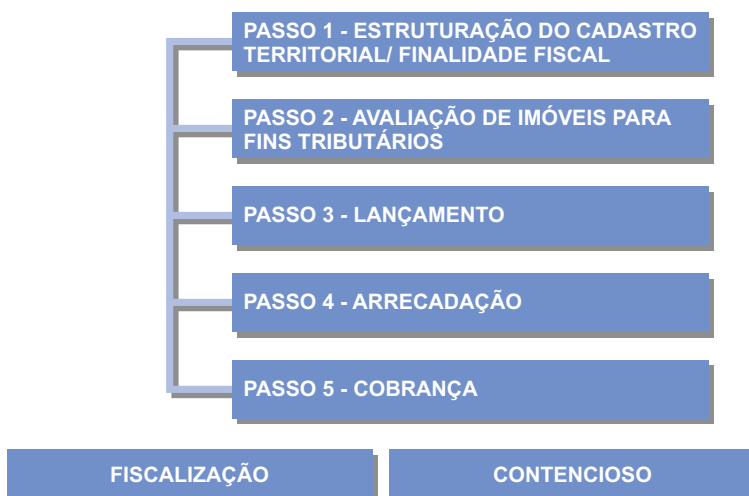 PASSO 1 - ESTRUTURAÇÃO DO CADASTRO
TERRITORIAL/ FINALIDADE FISCAL
PASSO 2 - AVALIAÇÃO DE IMÓVEIS PARA
FINS TRIBUTÁRIOS
PASSO 3 - LANÇAMENTO
PASSO 4 - ARRECADAÇÃO
PASSO 5 - COBRANÇA
FISCALIZAÇÃO
CONTENCIOSO